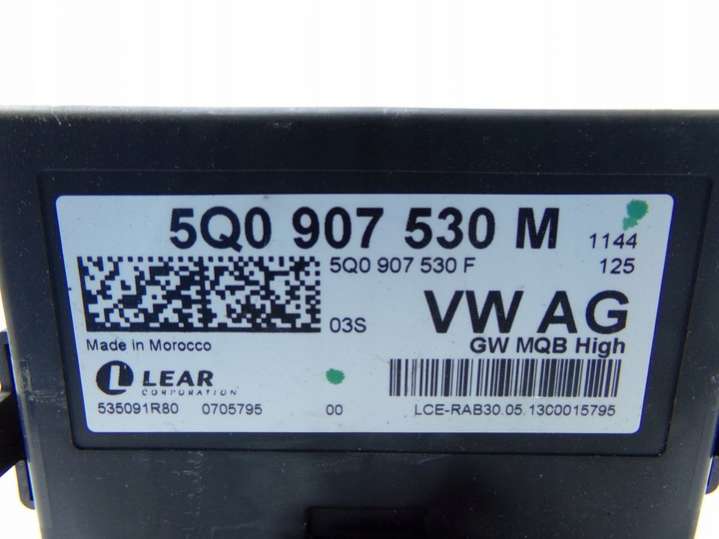 5Q0 907 530 M 1144
5Q0 907 530 F 125
03S VW AG
Made in Morocco GW MQB High
LEAR
CORPORATION
535091R80 0705795 00 LCE-RAB30.05.1300015795